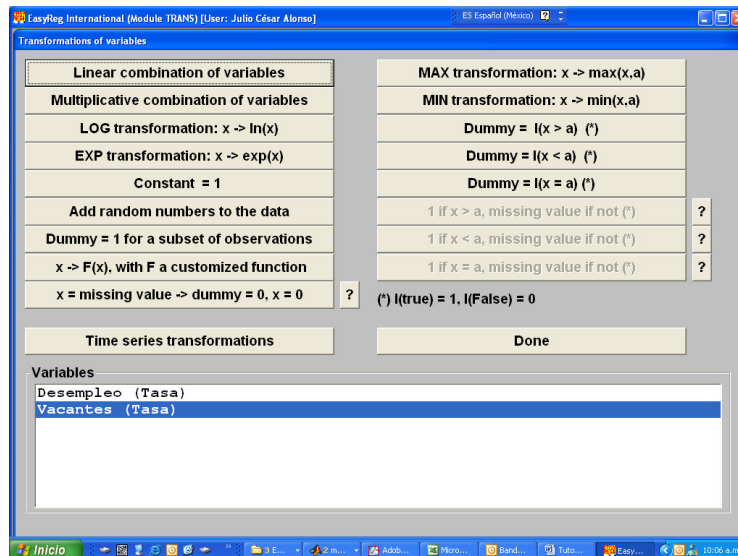 EasyReg International (Module TRANS) [User: Julio César Alonso]
ES Español (México)
Transformations of variables
Linear combination of variables
Multiplicative combination of variables
LOG transformation: x -> ln(x)
EXP transformation: x -> exp(x)
Constant = 1
Add random numbers to the data
Dummy = 1 for a subset of observations
x -> F(x), with F a customized function
x = missing value -> dummy = 0, x = 0
?
Time series transformations
MAX transformation: x -> max(x,a)
MIN transformation: x -> min(x,a)
Dummy = I(x > a) (*)
Dummy = I(x < a) (*)
Dummy = I(x = a) (*)
1 if x > a, missing value if not (*)
?
1 if x < a, missing value if not (*)
?
1 if x = a, missing value if not (*)
?
(*) I(true) = 1, I(False) = 0
Done
Variables
Desempleo (Tasa)
Vacantes (Tasa)
Inicio
3 E...
2 m...
Adob...
Micro...
Band...
Tuto...
Easy...
10:06 a.m.